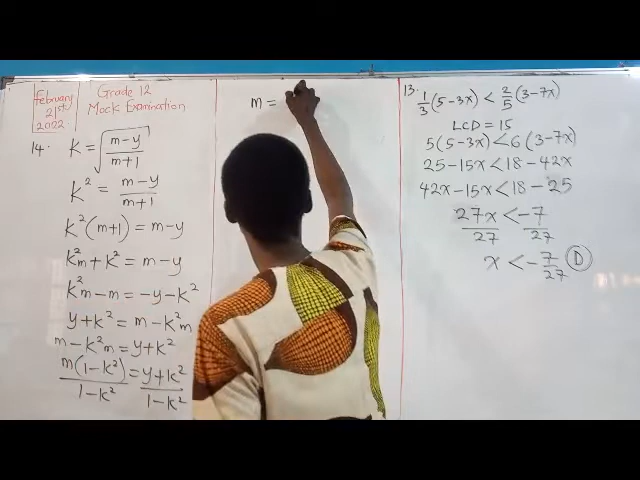 February
21st
2022
Grade 12
Mock Examination
14. K = √((m-y)/(m+1))
K² = (m-y)/(m+1)
K²(m+1) = m-y
K²m + K² = m-y
K²m - m = -y - K²
y + K² = m - K²m
m - K²m = y + K²
m(1-K²)/(1-K²) = (y+K²)/(1-K²)
m =
13. 1/3(5-3x) < 2/5(3-7x)
LCD = 15
5(5-3x) < 6(3-7x)
25-15x < 18-42x
42x-15x < 18-25
27x/27 < -7/27
x < -7/27 (D)